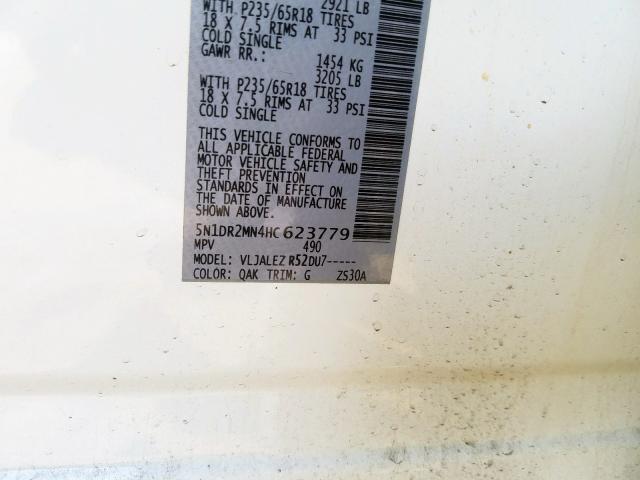 2921 LB
WITH P235/65R18 TIRES
18 X 7.5 RIMS AT 33 PSI
COLD SINGLE
GAWR RR.: 1454 KG
3205 LB
WITH P235/65R18 TIRES
18 X 7.5 RIMS AT 33 PSI
COLD SINGLE
THIS VEHICLE CONFORMS TO
ALL APPLICABLE FEDERAL
MOTOR VEHICLE SAFETY AND
THEFT PREVENTION
STANDARDS IN EFFECT ON
THE DATE OF MANUFACTURE
SHOWN ABOVE.
5N1DR2MN4HC623779
MPV 490
MODEL: VLJALEZ R52DU7-----
COLOR: QAK TRIM: G ZS30A